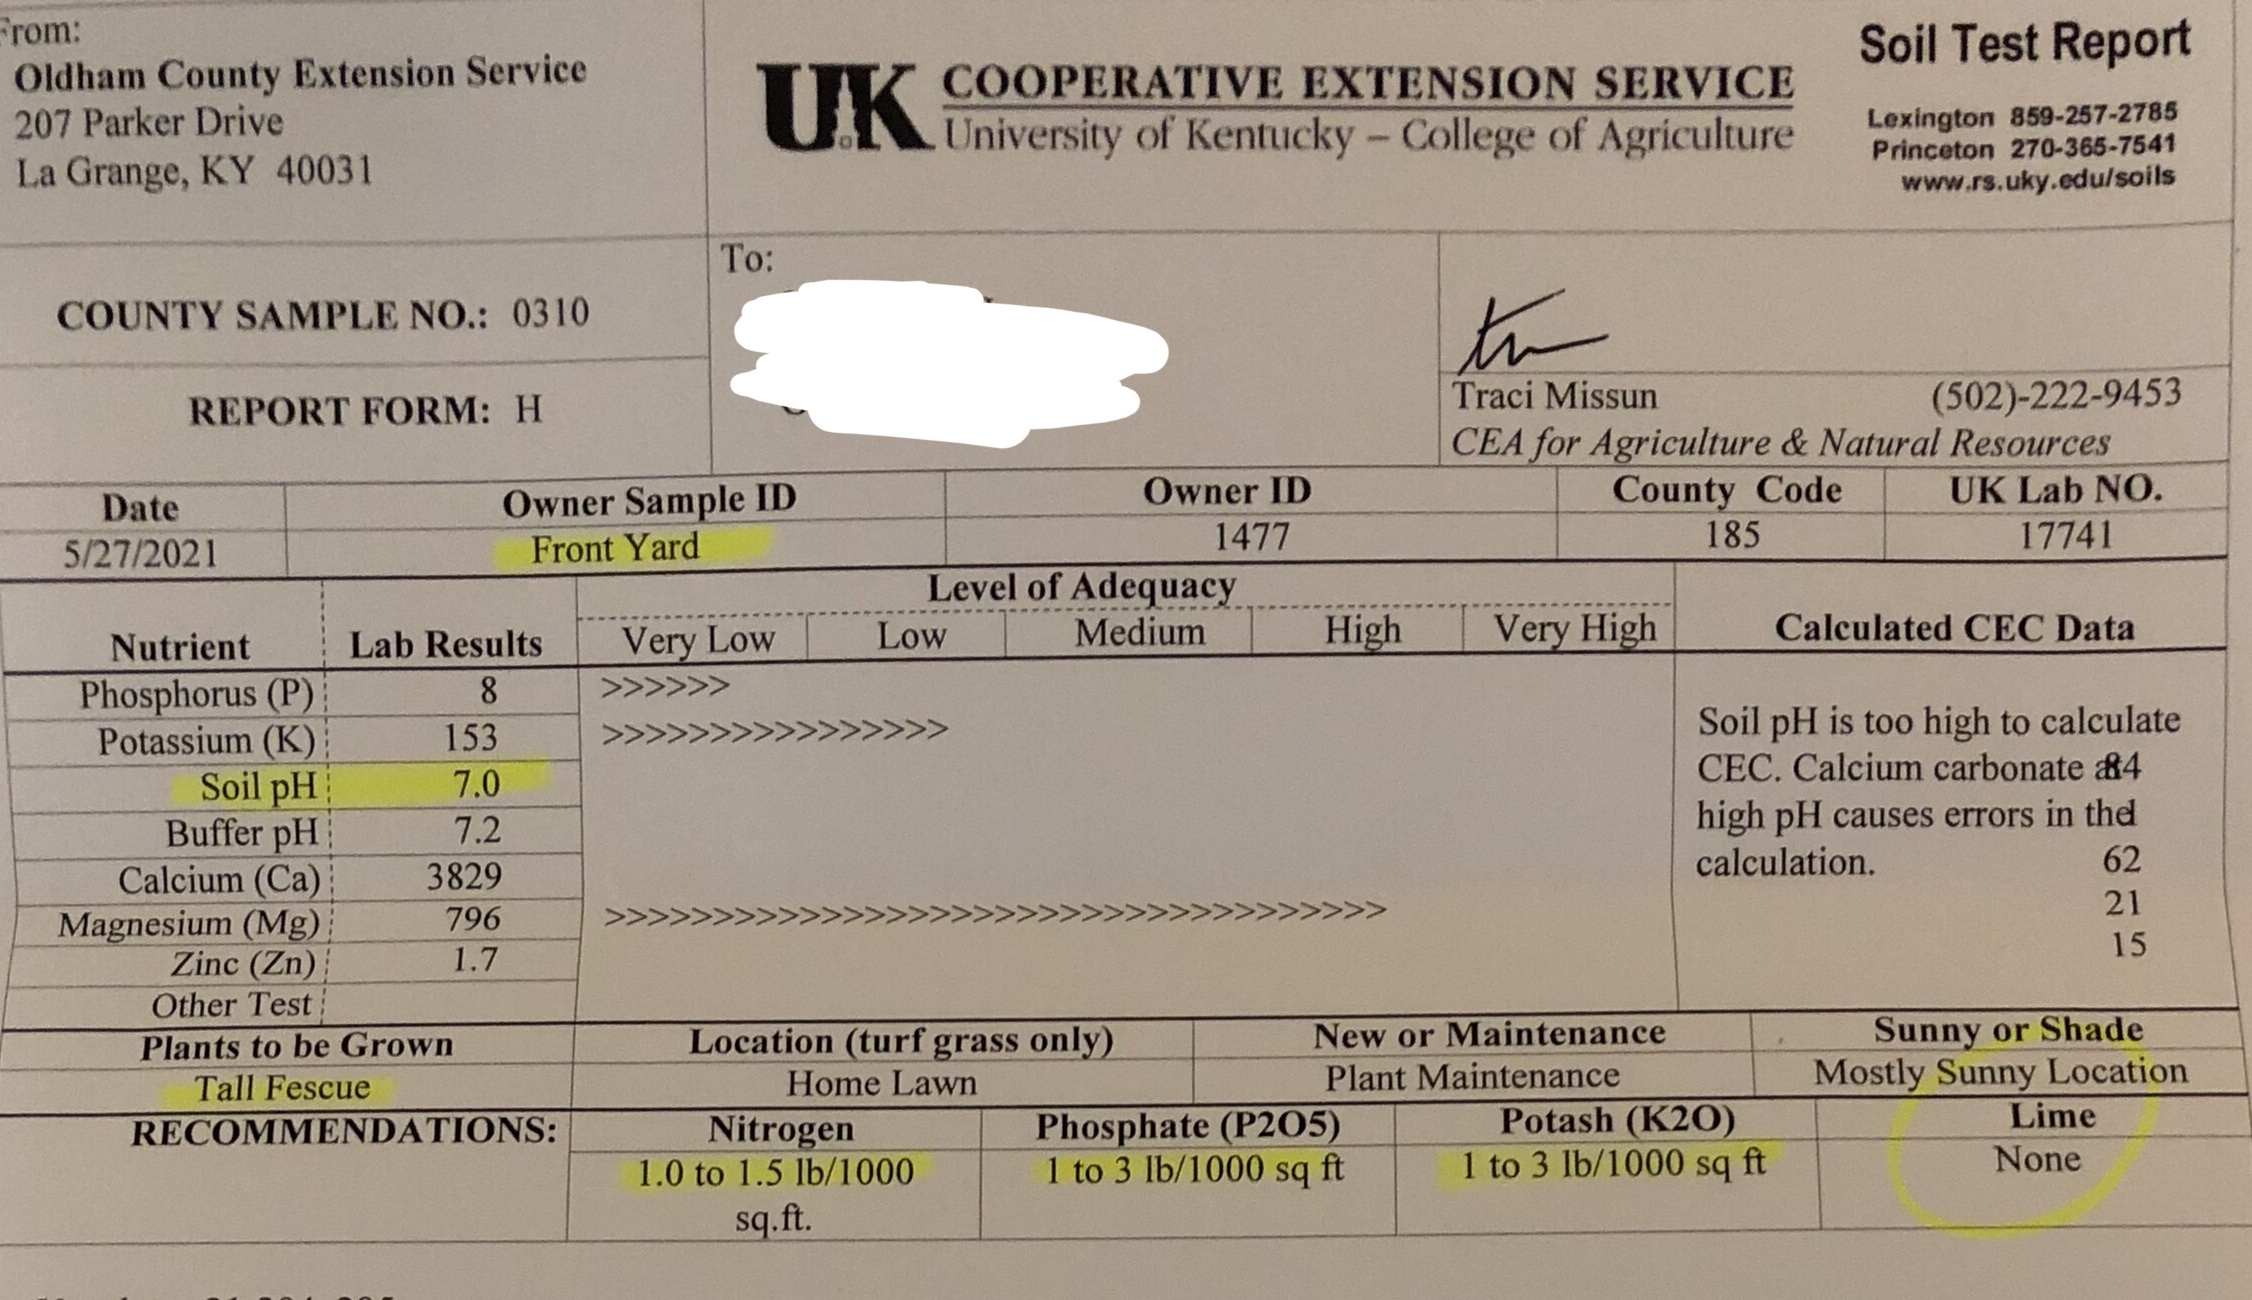 From:
Oldham County Extension Service
207 Parker Drive
La Grange, KY 40031
UK COOPERATIVE EXTENSION SERVICE
University of Kentucky – College of Agriculture
Soil Test Report
Lexington 859-257-2785
Princeton 270-365-7541
www.rs.uky.edu/soils
COUNTY SAMPLE NO.: 0310
REPORT FORM: H
To:
Traci Missun (502)-222-9453
CEA for Agriculture & Natural Resources
Date Owner Sample ID Owner ID County Code UK Lab NO.
5/27/2021 Front Yard 1477 185 17741
Level of Adequacy
Nutrient Lab Results Very Low Low Medium High Very High Calculated CEC Data
Phosphorus (P) 8 >>>>>>
Potassium (K) 153 >>>>>>>>>>>>>>>>
Soil pH 7.0
Buffer pH 7.2
Calcium (Ca) 3829
Magnesium (Mg) 796 >>>>>>>>>>>>>>>>>>>>>>>>>>>>>>>>>>>>
Zinc (Zn) 1.7
Other Test
Soil pH is too high to calculate
CEC. Calcium carbonate
high pH causes errors in the
calculation. 62
21
15
Plants to be Grown Location (turf grass only) New or Maintenance Sunny or Shade
Tall Fescue Home Lawn Plant Maintenance Mostly Sunny Location
RECOMMENDATIONS: Nitrogen Phosphate (P2O5) Potash (K2O) Lime
1.0 to 1.5 lb/1000 1 to 3 lb/1000 sq ft 1 to 3 lb/1000 sq ft None
sq.ft.